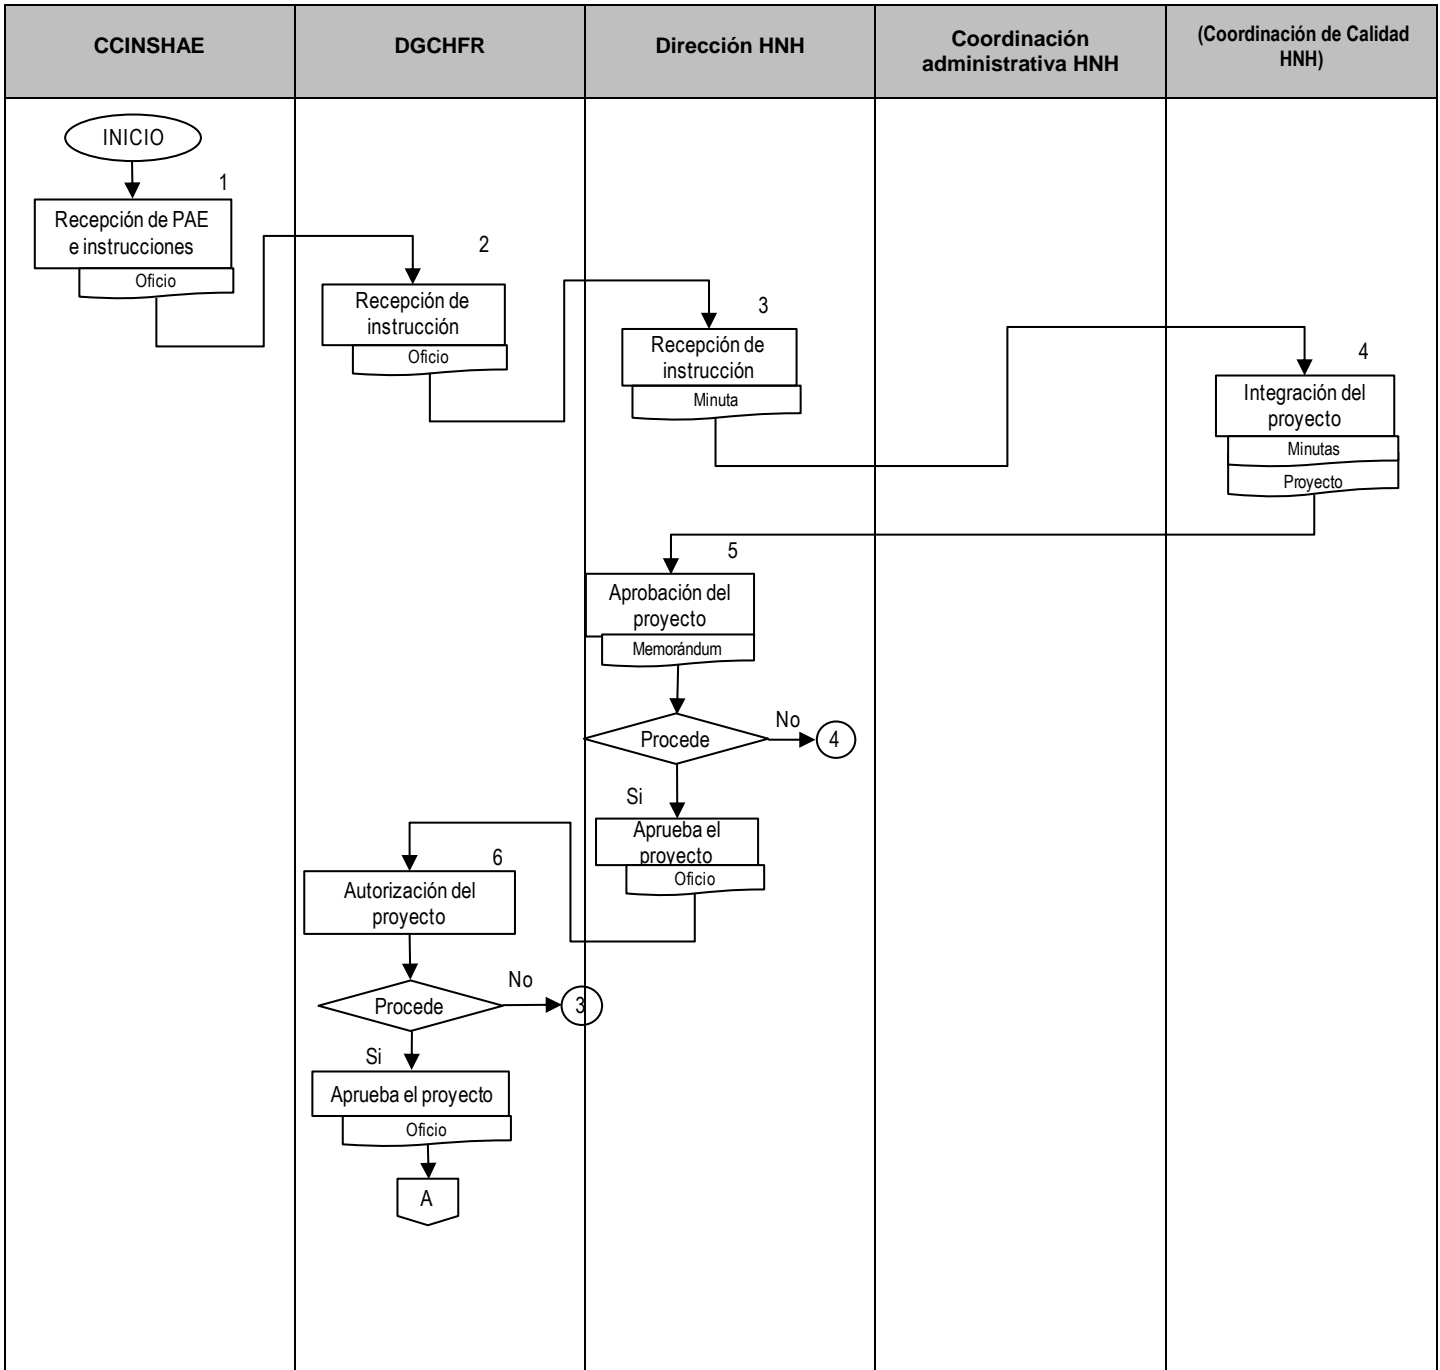 CCINSHAE
DGCHFR
Dirección HNH
Coordinación
administrativa HNH
(Coordinación de Calidad
HNH)
INICIO
1
Recepción de PAE
e instrucciones
Oficio
2
Recepción de
instrucción
Oficio
3
Recepción de
instrucción
Minuta
4
Integración del
proyecto
Minutas
Proyecto
5
Aprobación del
proyecto
Memorándum
Procede
No
4
Si
Aprueba el
proyecto
Oficio
6
Autorización del
proyecto
Procede
No
3
Si
Aprueba el proyecto
Oficio
A